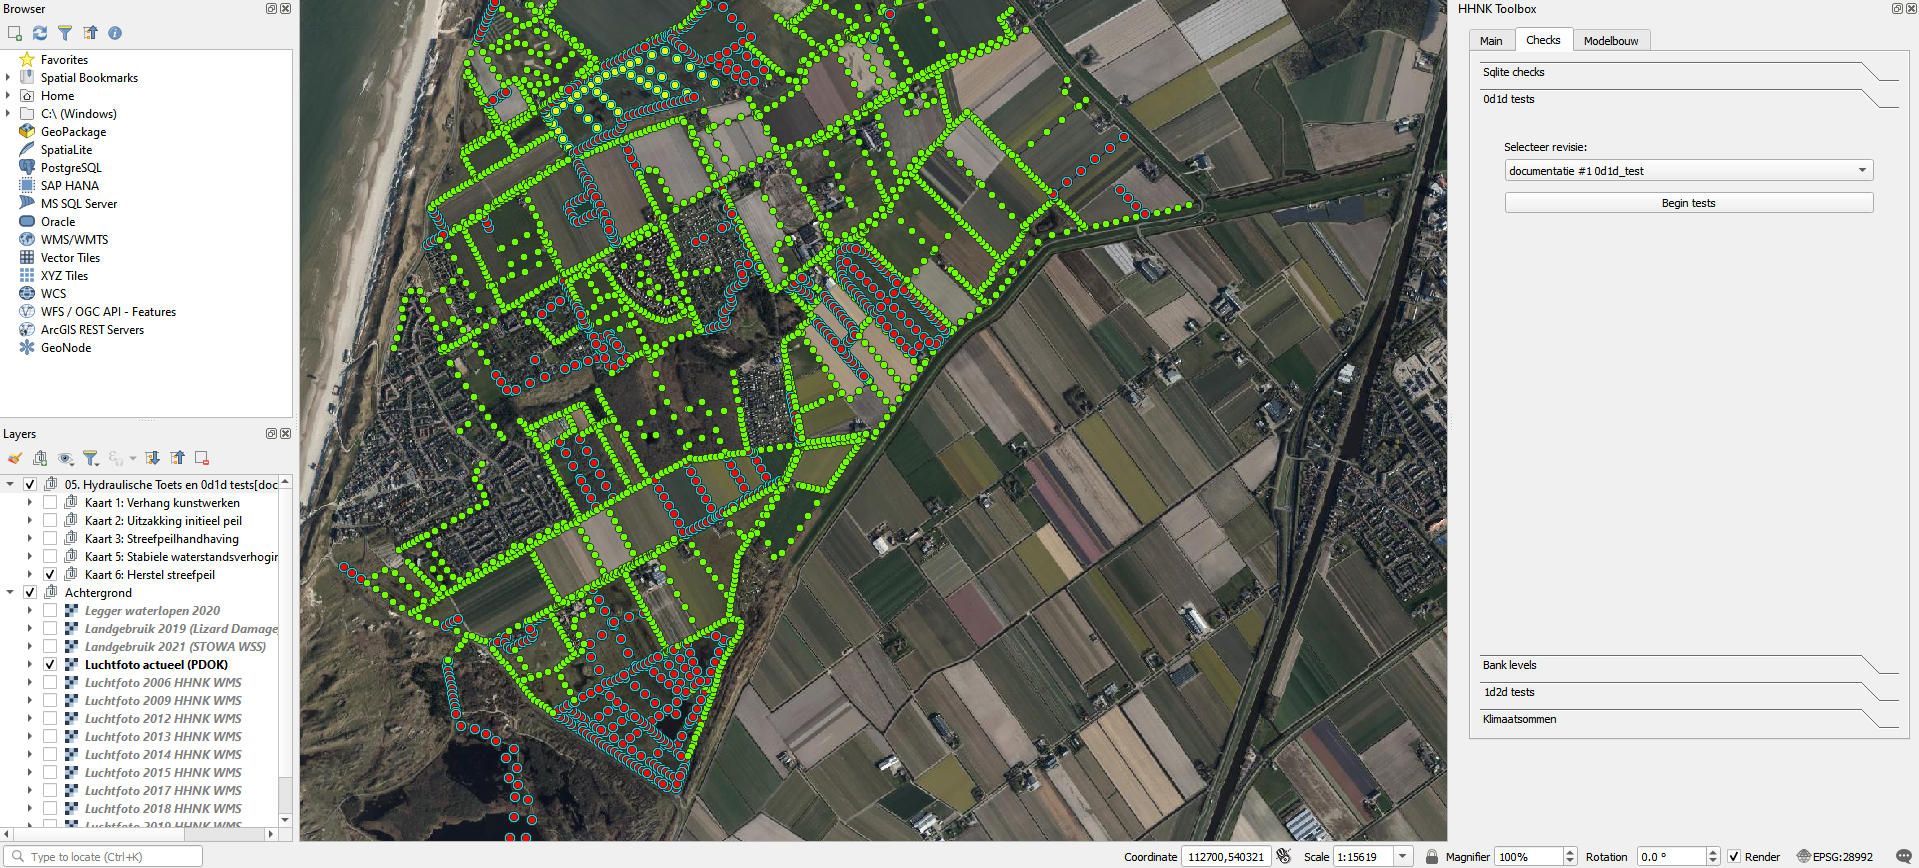 Browser
Favorites
Spatial Bookmarks
Home
C:\ (Windows)
GeoPackage
SpatiaLite
PostgreSQL
SAP HANA
MS SQL Server
Oracle
WMS/WMTS
Vector Tiles
XYZ Tiles
WCS
WFS / OGC API - Features
ArcGIS REST Servers
GeoNode
Layers
05. Hydraulische Toets en 0d1d tests[doc
Kaart 1: Verhang kunstwerken
Kaart 2: Uitzakking initieel peil
Kaart 3: Streefpeilhandhaving
Kaart 5: Stabiele waterstandsverhogin
Kaart 6: Herstel streefpeil
Achtergrond
Legger waterlopen 2020
Landgebruik 2019 (Lizard Damage
Landgebruik 2021 (STOWA WSS)
Luchtfoto actueel (PDOK)
Luchtfoto 2006 HHNK WMS
Luchtfoto 2009 HHNK WMS
Luchtfoto 2012 HHNK WMS
Luchtfoto 2013 HHNK WMS
Luchtfoto 2014 HHNK WMS
Luchtfoto 2015 HHNK WMS
Luchtfoto 2017 HHNK WMS
Luchtfoto 2018 HHNK WMS
Luchtfoto 2019 HHNK WMS
HHNK Toolbox
Main Checks Modelbouw
Sqlite checks
0d1d tests
Selecteer revisie:
documentatie #1 0d1d_test
Begin tests
Bank levels
1d2d tests
Klimaatsommen
Type to locate (Ctrl+K)
Coordinate 112700,540321 Scale 1:15619 Magnifier 100% Rotation 0.0 ° Render EPSG:28992